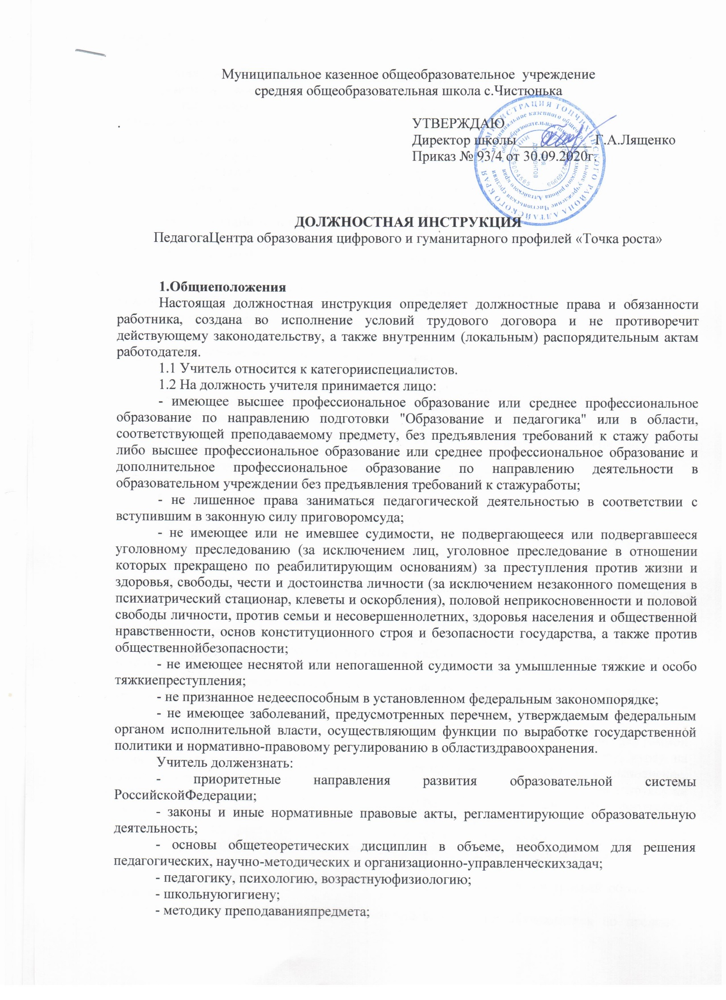 Муниципальное казенное общеобразовательное  учреждение
средняя общеобразовательная школа с.Чистюнька
УТВЕРЖДАЮ
Директор школы __________ Г.А.Лященко
Приказ № 93/4 от 30.09.2020г.
АДМИНИСТРАЦИЯ ТОПЧИХИНСКОГО РАЙОНА АЛТАЙСКОГО КРАЯ
Для
документов
ДОЛЖНОСТНАЯ ИНСТРУКЦИЯ
ПедагогаЦентра образования цифрового и гуманитарного профилей «Точка роста»
1.Общиеположения
Настоящая должностная инструкция определяет должностные права и обязанности
работника, создана во исполнение условий трудового договора и не противоречит
действующему законодательству, а также внутренним (локальным) распорядительным актам
работодателя.
1.1 Учитель относится к категорииспециалистов.
1.2 На должность учителя принимается лицо:
- имеющее высшее профессиональное образование или среднее профессиональное
образование по направлению подготовки "Образование и педагогика" или в области,
соответствующей преподаваемому предмету, без предъявления требований к стажу работы
либо высшее профессиональное образование или среднее профессиональное образование и
дополнительное профессиональное образование по направлению деятельности в
образовательном учреждении без предъявления требований к стажуработы;
- не лишенное права заниматься педагогической деятельностью в соответствии с
вступившим в законную силу приговоромсуда;
- не имеющее или не имевшее судимости, не подвергающееся или подвергавшееся
уголовному преследованию (за исключением лиц, уголовное преследование в отношении
которых прекращено по реабилитирующим основаниям) за преступления против жизни и
здоровья, свободы, чести и достоинства личности (за исключением незаконного помещения в
психиатрический стационар, клеветы и оскорбления), половой неприкосновенности и половой
свободы личности, против семьи и несовершеннолетних, здоровья населения и общественной
нравственности, основ конституционного строя и безопасности государства, а также против
общественнойбезопасности;
- не имеющее неснятой или непогашенной судимости за умышленные тяжкие и особо
тяжкиепреступления;
- не признанное недееспособным в установленном федеральным закономпорядке;
- не имеющее заболеваний, предусмотренных перечнем, утверждаемым федеральным
органом исполнительной власти, осуществляющим функции по выработке государственной
политики и нормативно-правовому регулированию в областиздравоохранения.
Учитель должензнать:
- приоритетные направления развития образовательной системы
РоссийскойФедерации;
- законы и иные нормативные правовые акты, регламентирующие образовательную
деятельность;
- основы общетеоретических дисциплин в объеме, необходимом для решения
педагогических, научно-методических и организационно-управленческихзадач;
- педагогику, психологию, возрастнуюфизиологию;
- школьнуюгигиену;
- методику преподаванияпредмета;